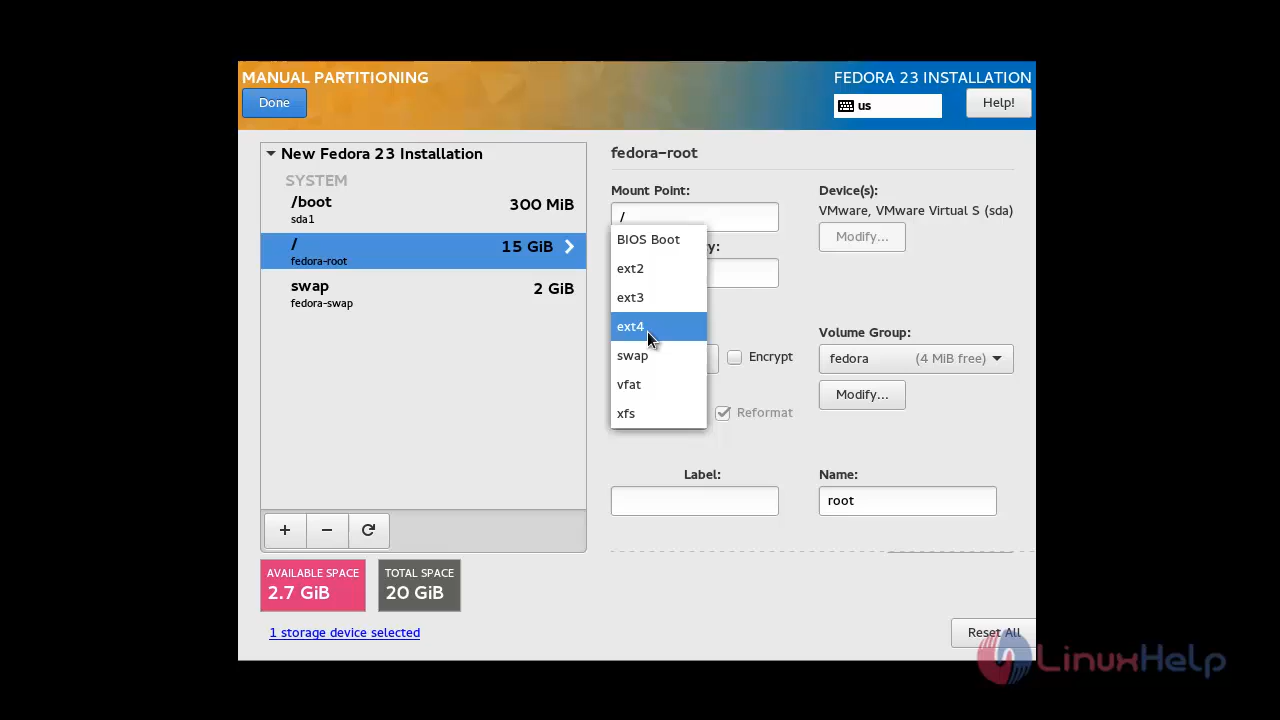 MANUAL PARTITIONING
FEDORA 23 INSTALLATION
Done
us
Help!
New Fedora 23 Installation
SYSTEM
/boot
300 MiB
sda1
/
15 GiB
fedora-root
swap
2 GiB
fedora-swap
+
−
AVAILABLE SPACE
2.7 GiB
TOTAL SPACE
20 GiB
1 storage device selected
fedora-root
Mount Point:
/
y:
BIOS Boot
ext2
ext3
ext4
swap
vfat
xfs
Encrypt
Reformat
Label:
Device(s):
VMware, VMware Virtual S (sda)
Modify...
Volume Group:
fedora (4 MiB free)
Modify...
Name:
root
Reset All
LinuxHelp